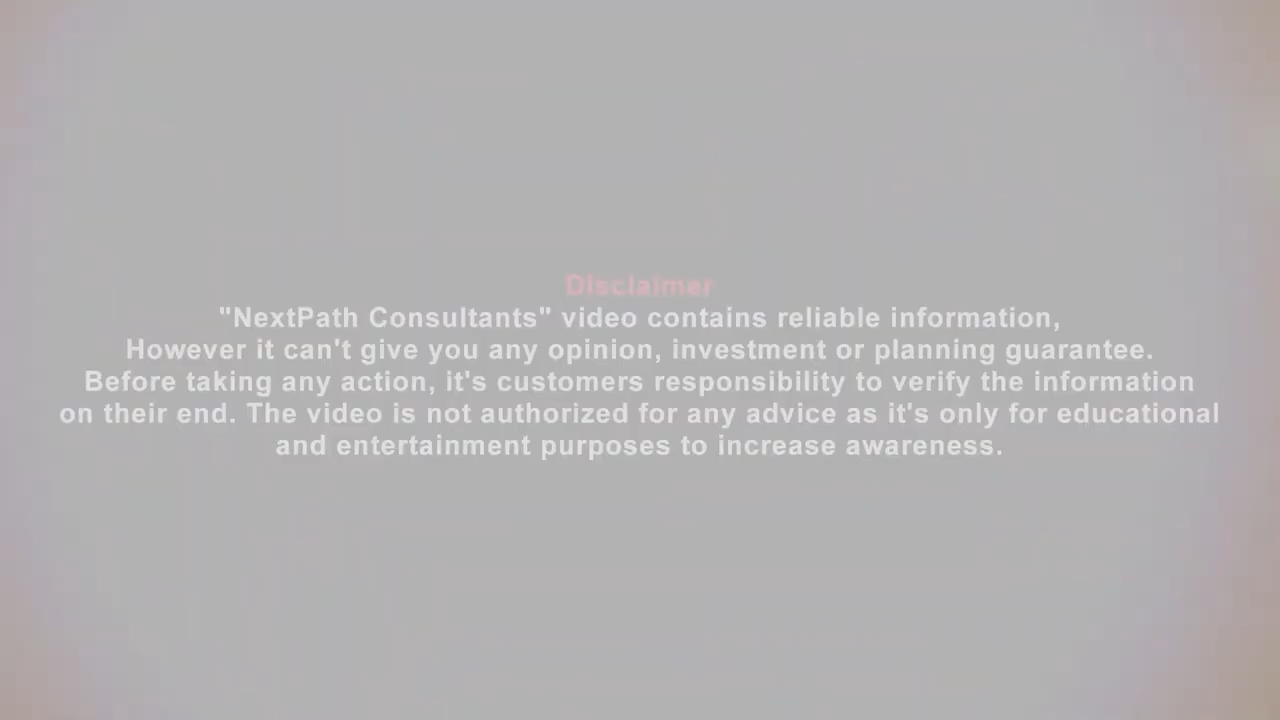 Disclaimer
"NextPath Consultants" video contains reliable information,
However it can't give you any opinion, investment or planning guarantee.
Before taking any action, it's customers responsibility to verify the information
on their end. The video is not authorized for any advice as it's only for educational
and entertainment purposes to increase awareness.